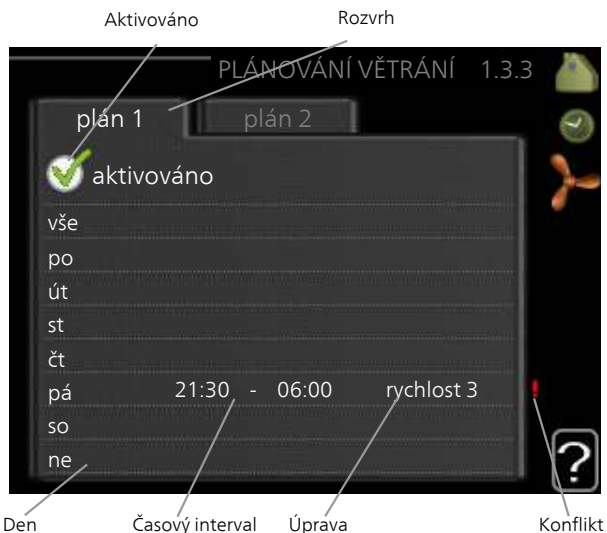 Aktivováno Rozvrh
PLÁNOVÁNÍ VĚTRÁNÍ 1.3.3
plán 1 plán 2
aktivováno
vše
po
út
st
čt
pá 21:30 - 06:00 rychlost 3 !
so
ne
?
Den Časový interval Úprava Konflikt